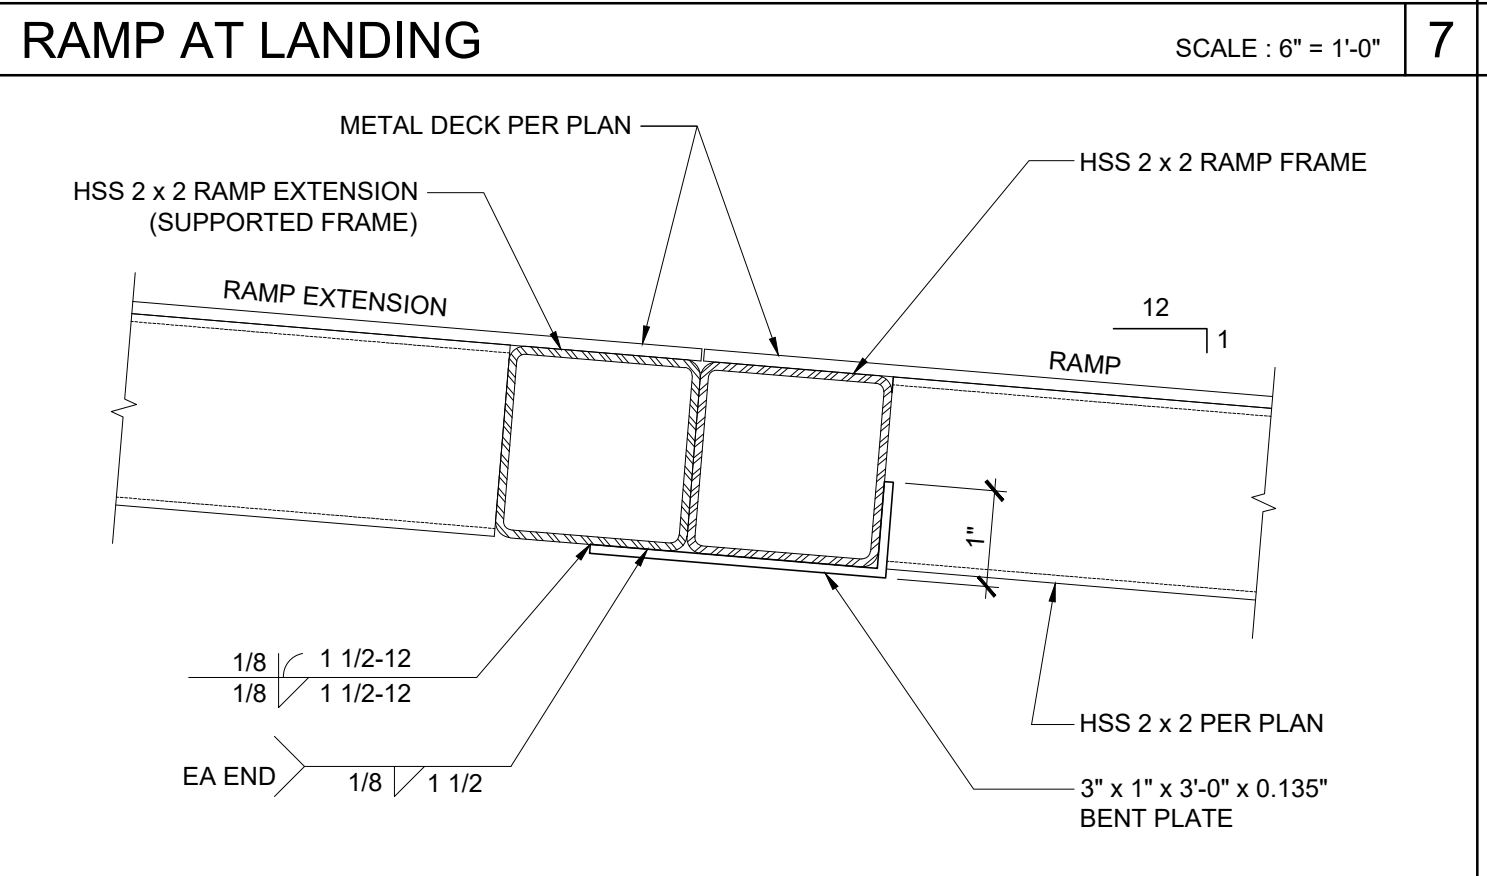 RAMP AT LANDING
SCALE : 6" = 1'-0"
7
METAL DECK PER PLAN
HSS 2 x 2 RAMP FRAME
HSS 2 x 2 RAMP EXTENSION
(SUPPORTED FRAME)
RAMP EXTENSION
12
1
RAMP
1"
1/8 1 1/2-12
1/8 1 1/2-12
HSS 2 x 2 PER PLAN
EA END
1/8 1 1/2
3" x 1" x 3'-0" x 0.135"
BENT PLATE